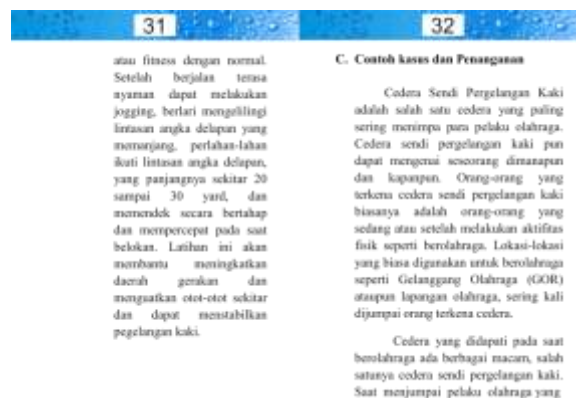 31
atau fitness dengan normal.
Setelah berjalan terasa
nyaman dapat melakukan
jogging, berlari mengelilingi
lintasan angka delapan yang
memanjang, perlahan-lahan
ikuti lintasan angka delapan,
yang panjangnya sekitar 20
sampai 30 yard, dan
memendek secara bertahap
dan mempercepat pada saat
belokan. Latihan ini akan
membantu meningkatkan
daerah gerakan dan
menguatkan otot-otot sekitar
dan dapat menstabilkan
pegelangan kaki.
32
C. Contoh kasus dan Penanganan
Cedera Sendi Pergelangan Kaki
adalah salah satu cedera yang paling
sering menimpa para pelaku olahraga.
Cedera sendi pergelangan kaki pun
dapat mengenai seseorang dimanapun
dan kapanpun. Orang-orang yang
terkena cedera sendi pergelangan kaki
biasanya adalah orang-orang yang
sedang atau setelah melakukan aktifitas
fisik seperti berolahraga. Lokasi-lokasi
yang biasa digunakan untuk berolahraga
seperti Gelanggang Olahraga (GOR)
ataupun lapangan olahraga, sering kali
dijumpai orang terkena cedera.
Cedera yang didapati pada saat
berolahraga ada berbagai macam, salah
satunya cedera sendi pergelangan kaki.
Saat menjumpai pelaku olahraga yang